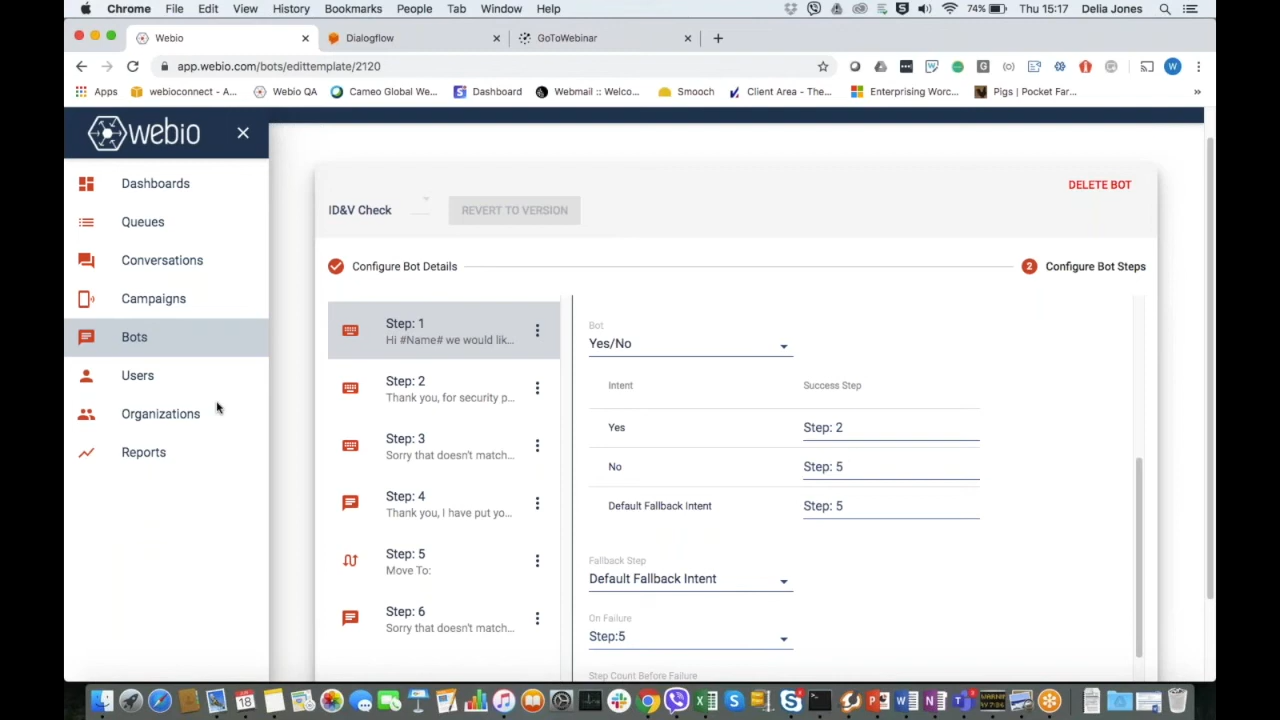 Chrome File Edit View History Bookmarks People Tab Window Help 74% Thu 15:17 Delia Jones
Webio Dialogflow GoToWebinar
app.webio.com/bots/edittemplate/2120
Apps webioconnect - A... Webio QA Cameo Global We... Dashboard Webmail :: Welco... Smooch Client Area - The... Enterprising Worc... Pigs | Pocket Far... »
webio
Dashboards
Queues
Conversations
Campaigns
Bots
Users
Organizations
Reports
DELETE BOT
ID&V Check REVERT TO VERSION
Configure Bot Details 2 Configure Bot Steps
Step: 1
Hi #Name# we would lik...
Step: 2
Thank you, for security p...
Step: 3
Sorry that doesn't match...
Step: 4
Thank you, I have put yo...
Step: 5
Move To:
Step: 6
Sorry that doesn't match...
Bot
Yes/No
Intent Success Step
Yes Step: 2
No Step: 5
Default Fallback Intent Step: 5
Fallback Step
Default Fallback Intent
On Failure
Step:5
Step Count Before Failure